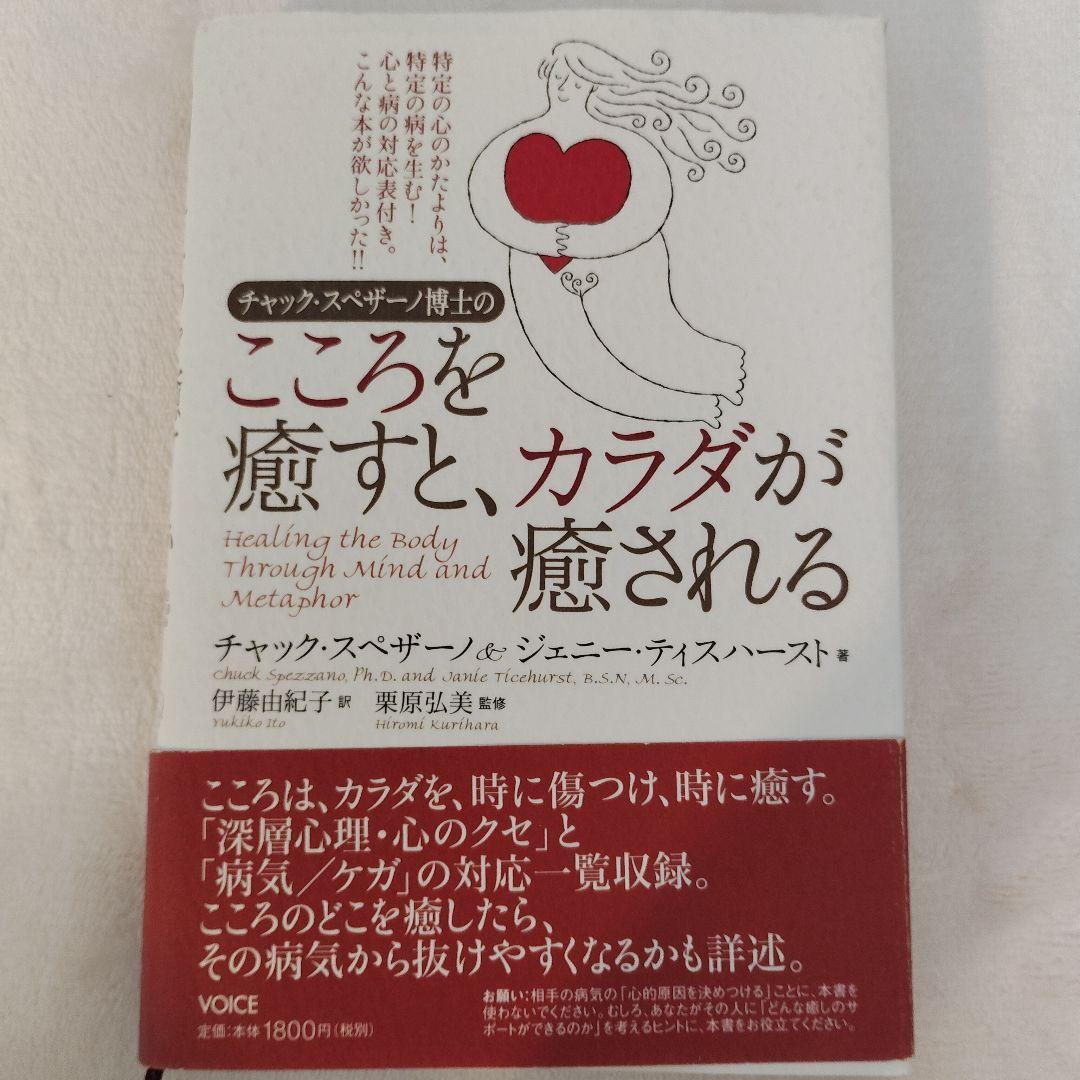 特定の心のかたよりは、
特定の病を生む！
心と病の対応表付き。
こんな本が欲しかった!!
チャック・スペザーノ博士の
こころを
癒すと、カラダが
癒される
Healing the Body
Through Mind and
Metaphor
チャック・スペザーノ&ジェニー・ティスハースト 著
Chuck Spezzano, Ph.D. and Janie Ticehurst, B.S.N, M. Sc.
伊藤由紀子 訳 栗原弘美 監修
Yukiko Ito Hiromi Kurihara
こころは、カラダを、時に傷つけ、時に癒す。
「深層心理・心のクセ」と
「病気／ケガ」の対応一覧収録。
こころのどこを癒したら、
その病気から抜けやすくなるかも詳述。
VOICE
定価：本体1800円（税別）
お願い：相手の病気の「心的原因を決めつける」ことに、本書を
使わないでください。むしろ、あなたがその人に「どんな癒しのサ
ポートができるのか」を考えるヒントに、本書をお役立てください。